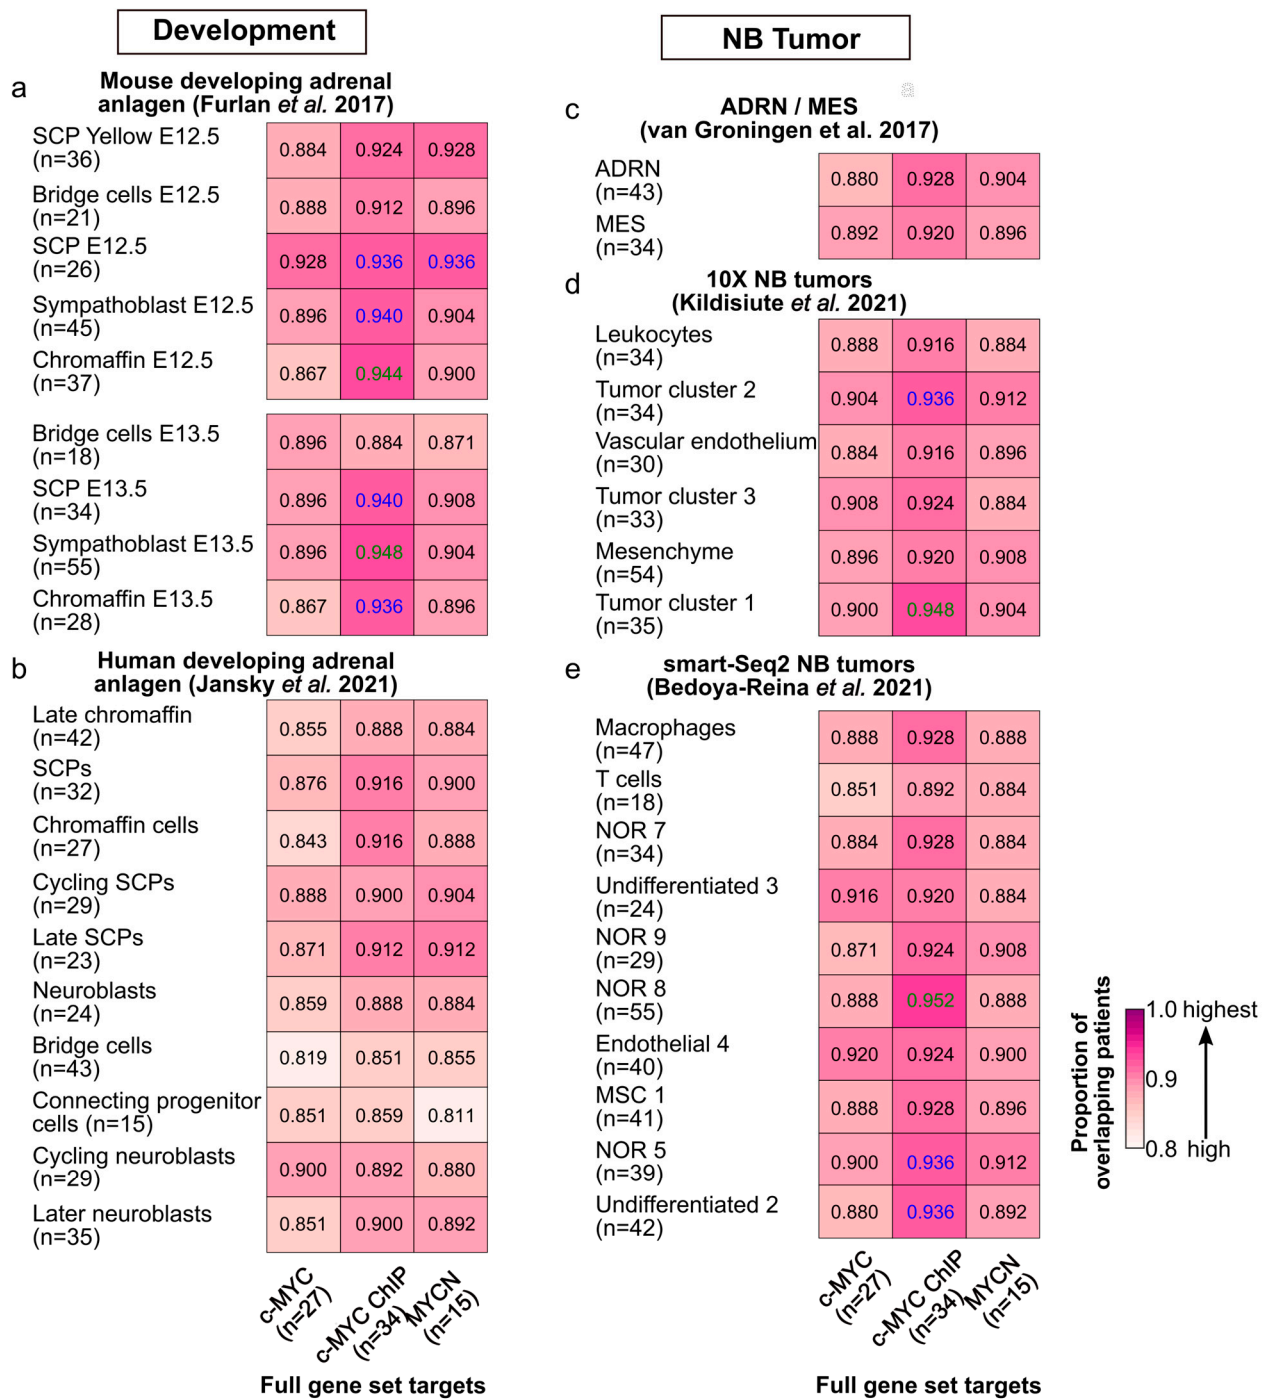 Development
a
Mouse developing adrenal
anlagen (Furlan et al. 2017)
SCP Yellow E12.5
(n=36)
0.884 0.924 0.928
Bridge cells E12.5
(n=21)
0.888 0.912 0.896
SCP E12.5
(n=26)
0.928 0.936 0.936
Sympathoblast E12.5
(n=45)
0.896 0.940 0.904
Chromaffin E12.5
(n=37)
0.867 0.944 0.900
Bridge cells E13.5
(n=18)
0.896 0.884 0.871
SCP E13.5
(n=34)
0.896 0.940 0.908
Sympathoblast E13.5
(n=55)
0.896 0.948 0.904
Chromaffin E13.5
(n=28)
0.867 0.936 0.896
b
Human developing adrenal
anlagen (Jansky et al. 2021)
Late chromaffin
(n=42)
0.855 0.888 0.884
SCPs
(n=32)
0.876 0.916 0.900
Chromaffin cells
(n=27)
0.843 0.916 0.888
Cycling SCPs
(n=29)
0.888 0.900 0.904
Late SCPs
(n=23)
0.871 0.912 0.912
Neuroblasts
(n=24)
0.859 0.888 0.884
Bridge cells
(n=43)
0.819 0.851 0.855
Connecting progenitor
cells (n=15)
0.851 0.859 0.811
Cycling neuroblasts
(n=29)
0.900 0.892 0.880
Later neuroblasts
(n=35)
0.851 0.900 0.892
c-MYC
(n=27)
c-MYC ChIP
(n=34)
MYCN
(n=15)
Full gene set targets
NB Tumor
a
c
ADRN / MES
(van Groningen et al. 2017)
ADRN
(n=43)
0.880 0.928 0.904
MES
(n=34)
0.892 0.920 0.896
d
10X NB tumors
(Kildisiute et al. 2021)
Leukocytes
(n=34)
0.888 0.916 0.884
Tumor cluster 2
(n=34)
0.904 0.936 0.912
Vascular endothelium
(n=30)
0.884 0.916 0.896
Tumor cluster 3
(n=33)
0.908 0.924 0.884
Mesenchyme
(n=54)
0.896 0.920 0.908
Tumor cluster 1
(n=35)
0.900 0.948 0.904
e
smart-Seq2 NB tumors
(Bedoya-Reina et al. 2021)
Macrophages
(n=47)
0.888 0.928 0.888
T cells
(n=18)
0.851 0.892 0.884
NOR 7
(n=34)
0.884 0.928 0.884
Undifferentiated 3
(n=24)
0.916 0.920 0.884
NOR 9
(n=29)
0.871 0.924 0.908
NOR 8
(n=55)
0.888 0.952 0.888
Endothelial 4
(n=40)
0.920 0.924 0.900
MSC 1
(n=41)
0.888 0.928 0.896
NOR 5
(n=39)
0.900 0.936 0.912
Undifferentiated 2
(n=42)
0.880 0.936 0.892
c-MYC
(n=27)
c-MYC ChIP
(n=34)
MYCN
(n=15)
Full gene set targets
Proportion of
overlapping patients
1.0 highest
0.9
0.8 high